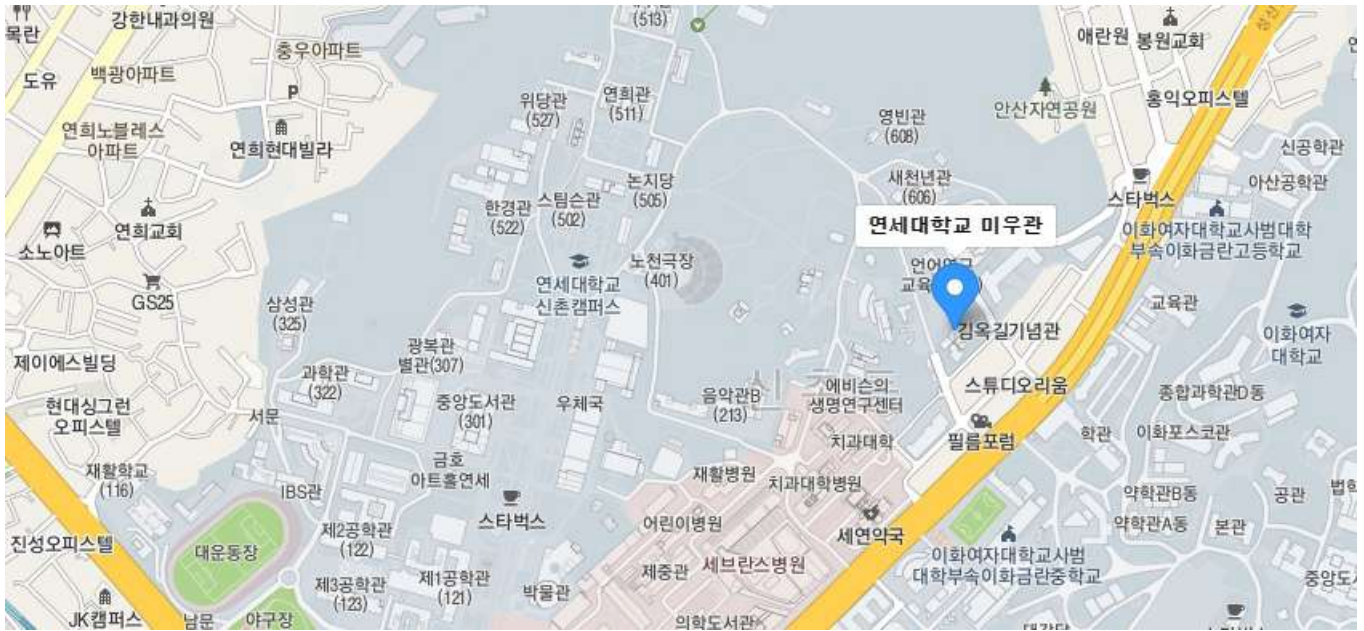 목란
강한내과의원
(513)
애란원
봉원교회
성산
도유
백광아파트
충우아파트
P
연희노블레스
아파트
연희현대빌라
위당관
(527)
연희관
(511)
영빈관
(608)
안산자연공원
홍익오피스텔
신공학관
아산공학관
소노아트
연희교회
한경관
(522)
스팀슨관
(502)
논지당
(505)
새천년관
(606)
스타벅스
이화여자대학교사범대학
부속이화금란고등학교
연세대학교 미우관
GS25
삼성관
(325)
연세대학교
신촌캠퍼스
노천극장
(401)
언어연구
교육
김옥길기념관
교육관
이화여자
대학교
제이에스빌딩
과학관
(322)
광복관
별관(307)
중앙도서관
(301)
우체국
음악관B
(213)
에비슨의
생명연구센터
스튜디오리움
종합과학관D동
현대싱그런
오피스텔
서문
치과대학
필름포럼
학관
이화포스코관
재활학교
(116)
IBS관
금호
아트홀연세
스타벅스
재활병원
치과대학병원
약학관B동
공관
법학
진성오피스텔
대운동장
제2공학관
(122)
어린이병원
세연약국
약학관A동
본관
이화여자대학교사범
대학부속이화금란중학교
제3공학관
(123)
제1공학관
(121)
박물관
제중관
세브란스병원
중앙도서
JK캠퍼스
남문
야구장
의학도서관
대강당